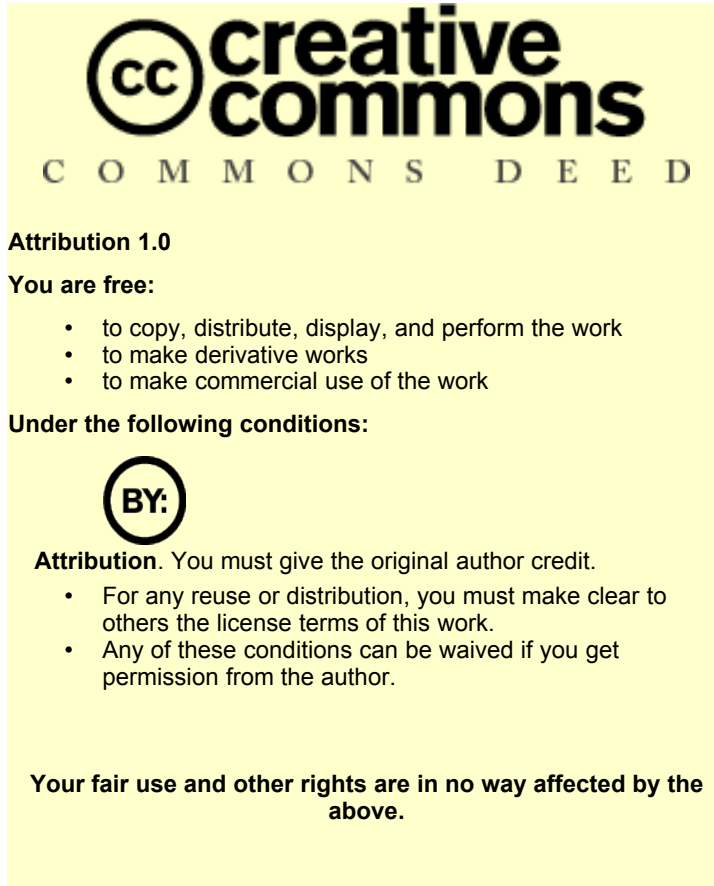 cc creative
commons
COMMONS DEED
Attribution 1.0
You are free:
• to copy, distribute, display, and perform the work
• to make derivative works
• to make commercial use of the work
Under the following conditions:
BY:
Attribution. You must give the original author credit.
• For any reuse or distribution, you must make clear to
others the license terms of this work.
• Any of these conditions can be waived if you get
permission from the author.
Your fair use and other rights are in no way affected by the
above.